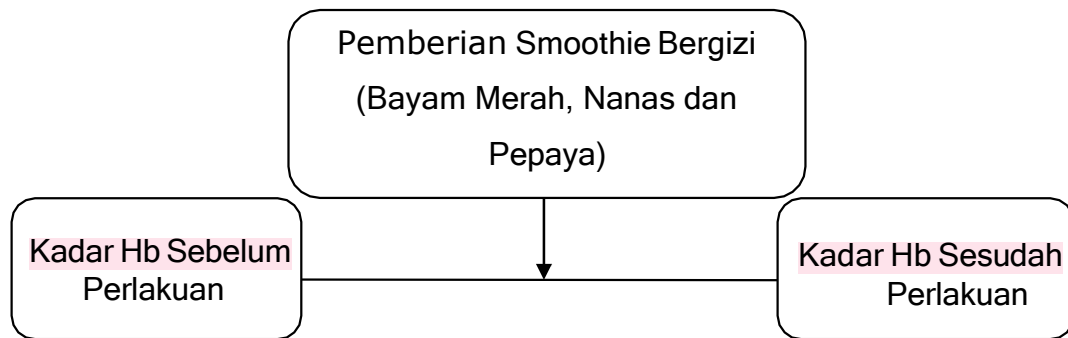 Pemberian Smoothie Bergizi
(Bayam Merah, Nanas dan
Pepaya)
Kadar Hb Sebelum
Perlakuan
Kadar Hb Sesudah
Perlakuan